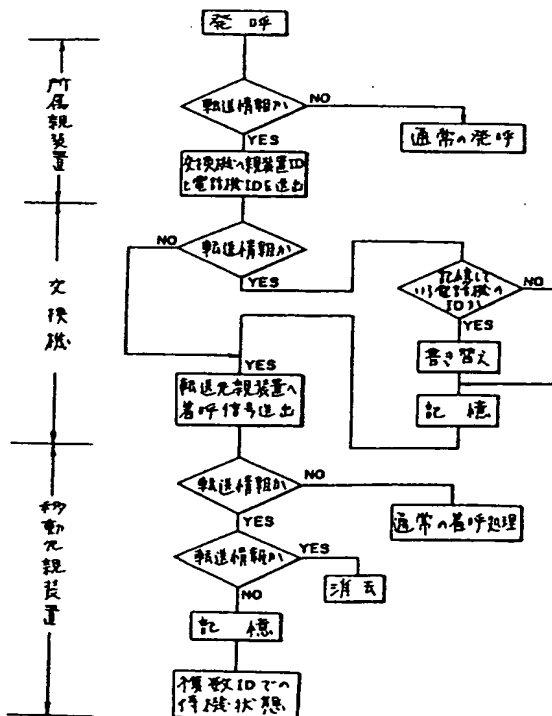 発呼
所属親装置
転送情報か
NO
通常の発呼
YES
交換機へ親装置ID
と電話機IDを送出
交換機
NO
転送情報か
YES
記憶して
いる電話機の
IDか
NO
YES
書き替え
記憶
YES
転送元親装置へ
着呼信号送出
移動元親装置
転送情報か
NO
通常の着呼処理
YES
転送情報か
YES
消去
NO
記憶
複数IDでの
待機状態